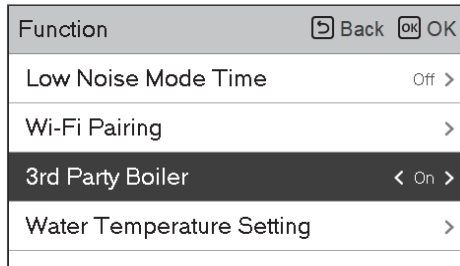 Function Back OK OK
Low Noise Mode Time Off >
Wi-Fi Pairing >
3rd Party Boiler < On >
Water Temperature Setting >